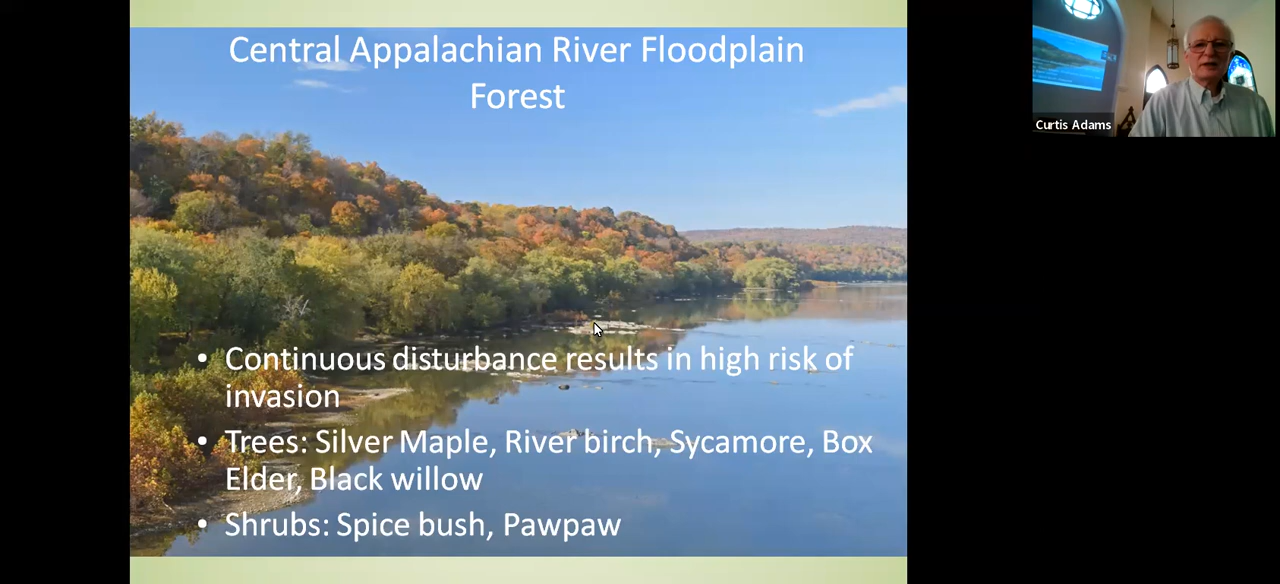 Central Appalachian River Floodplain
Forest
• Continuous disturbance results in high risk of
invasion
• Trees: Silver Maple, River birch, Sycamore, Box
Elder, Black willow
• Shrubs: Spice bush, Pawpaw
Curtis Adams